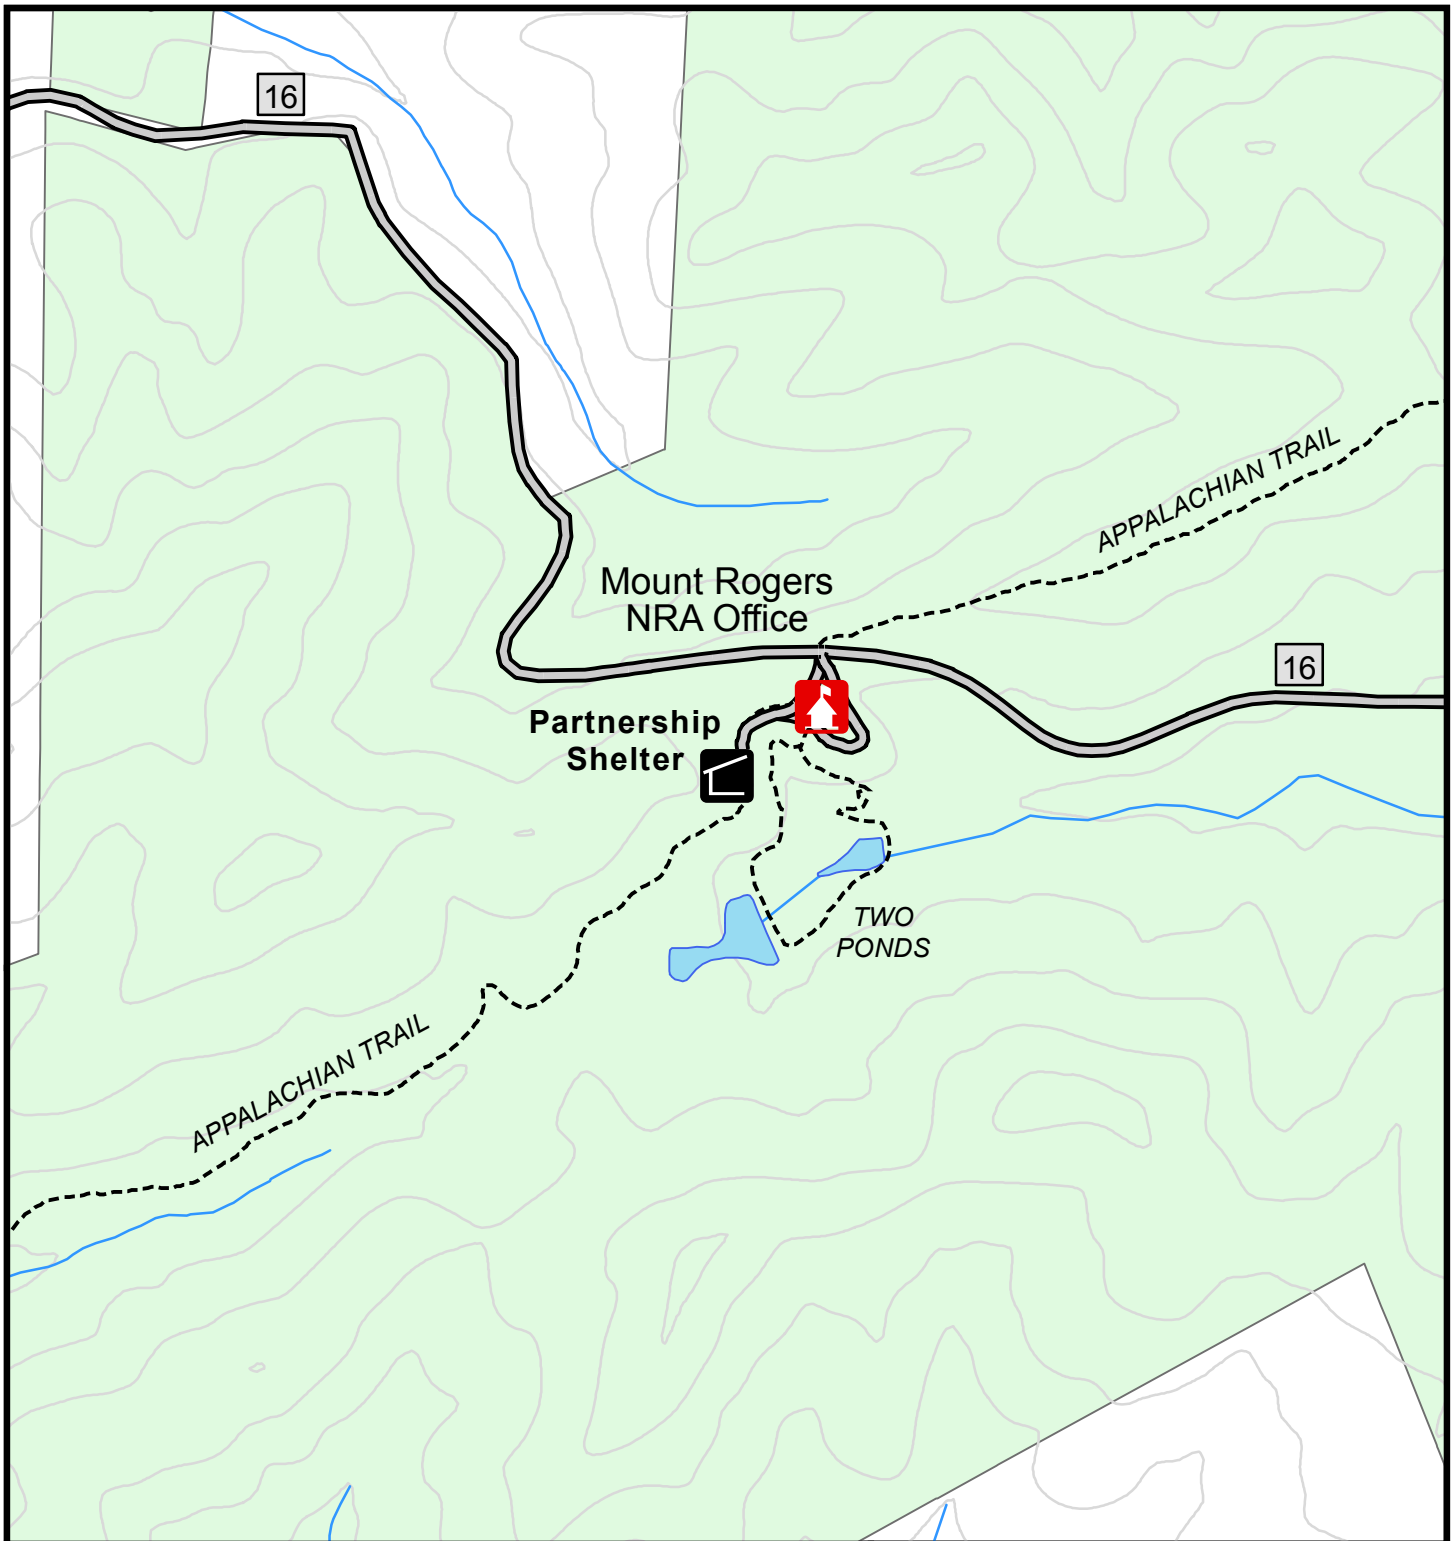 16
APPALACHIAN TRAIL
Mount Rogers
NRA Office
16
Partnership
Shelter
TWO
PONDS
APPALACHIAN TRAIL